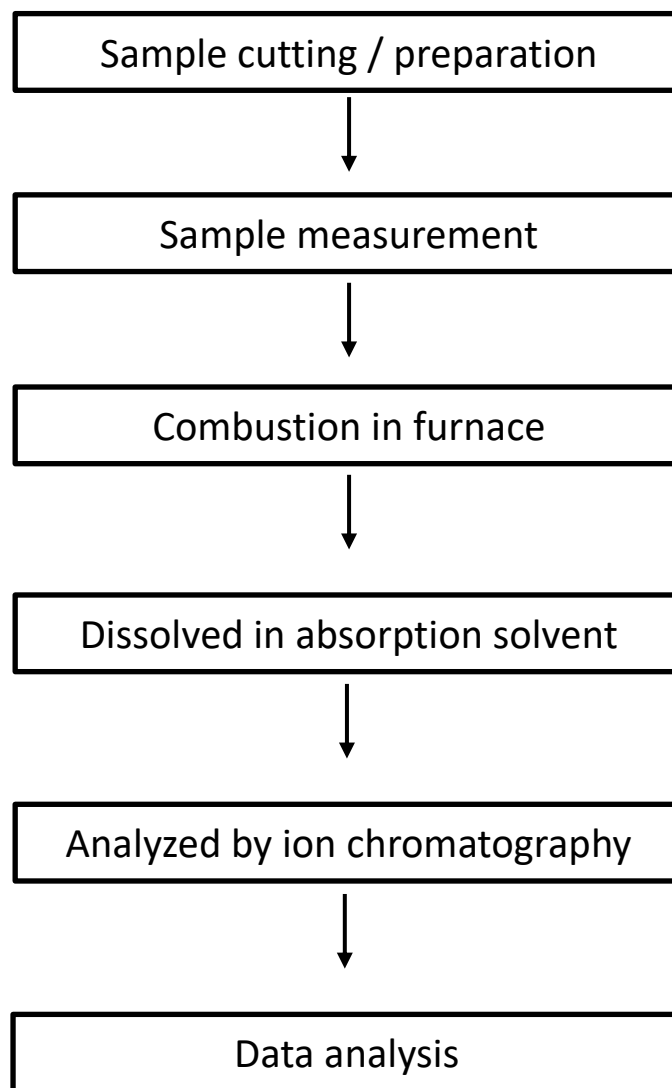 Sample cutting / preparation
Sample measurement
Combustion in furnace
Dissolved in absorption solvent
Analyzed by ion chromatography
Data analysis